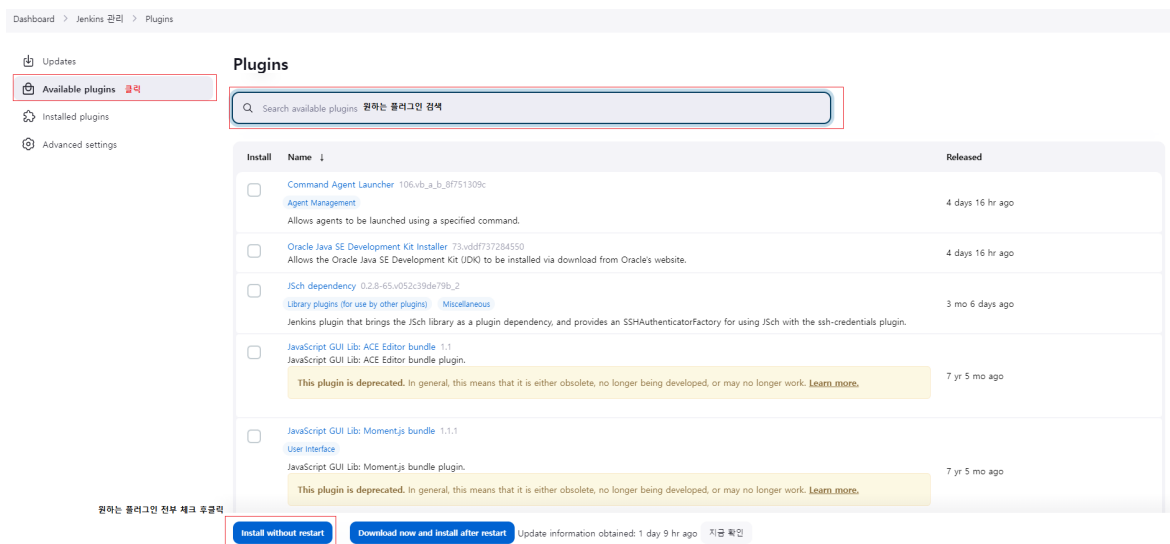 Dashboard > Jenkins 관리 > Plugins
Updates
Available plugins 클릭
Installed plugins
Advanced settings
Plugins
Search available plugins 원하는 플러그인 검색
Install Name ↓ Released
Command Agent Launcher 106.vb_a_b_8f751309c
Agent Management
Allows agents to be launched using a specified command.
4 days 16 hr ago
Oracle Java SE Development Kit Installer 73.vddf737284550
Allows the Oracle Java SE Development Kit (JDK) to be installed via download from Oracle's website.
4 days 16 hr ago
JSch dependency 0.2.8-65.v052c39de79b_2
Library plugins (for use by other plugins) Miscellaneous
Jenkins plugin that brings the JSch library as a plugin dependency, and provides an SSHAuthenticatorFactory for using JSch with the ssh-credentials plugin.
3 mo 6 days ago
JavaScript GUI Lib: ACE Editor bundle 1.1
JavaScript GUI Lib: ACE Editor bundle plugin.
This plugin is deprecated. In general, this means that it is either obsolete, no longer being developed, or may no longer work. Learn more.
7 yr 5 mo ago
JavaScript GUI Lib: Moment.js bundle 1.1.1
User Interface
JavaScript GUI Lib: Moment.js bundle plugin.
This plugin is deprecated. In general, this means that it is either obsolete, no longer being developed, or may no longer work. Learn more.
7 yr 5 mo ago
원하는 플러그인 전부 체크 후클릭
Install without restart Download now and install after restart Update information obtained: 1 day 9 hr ago 지금 확인